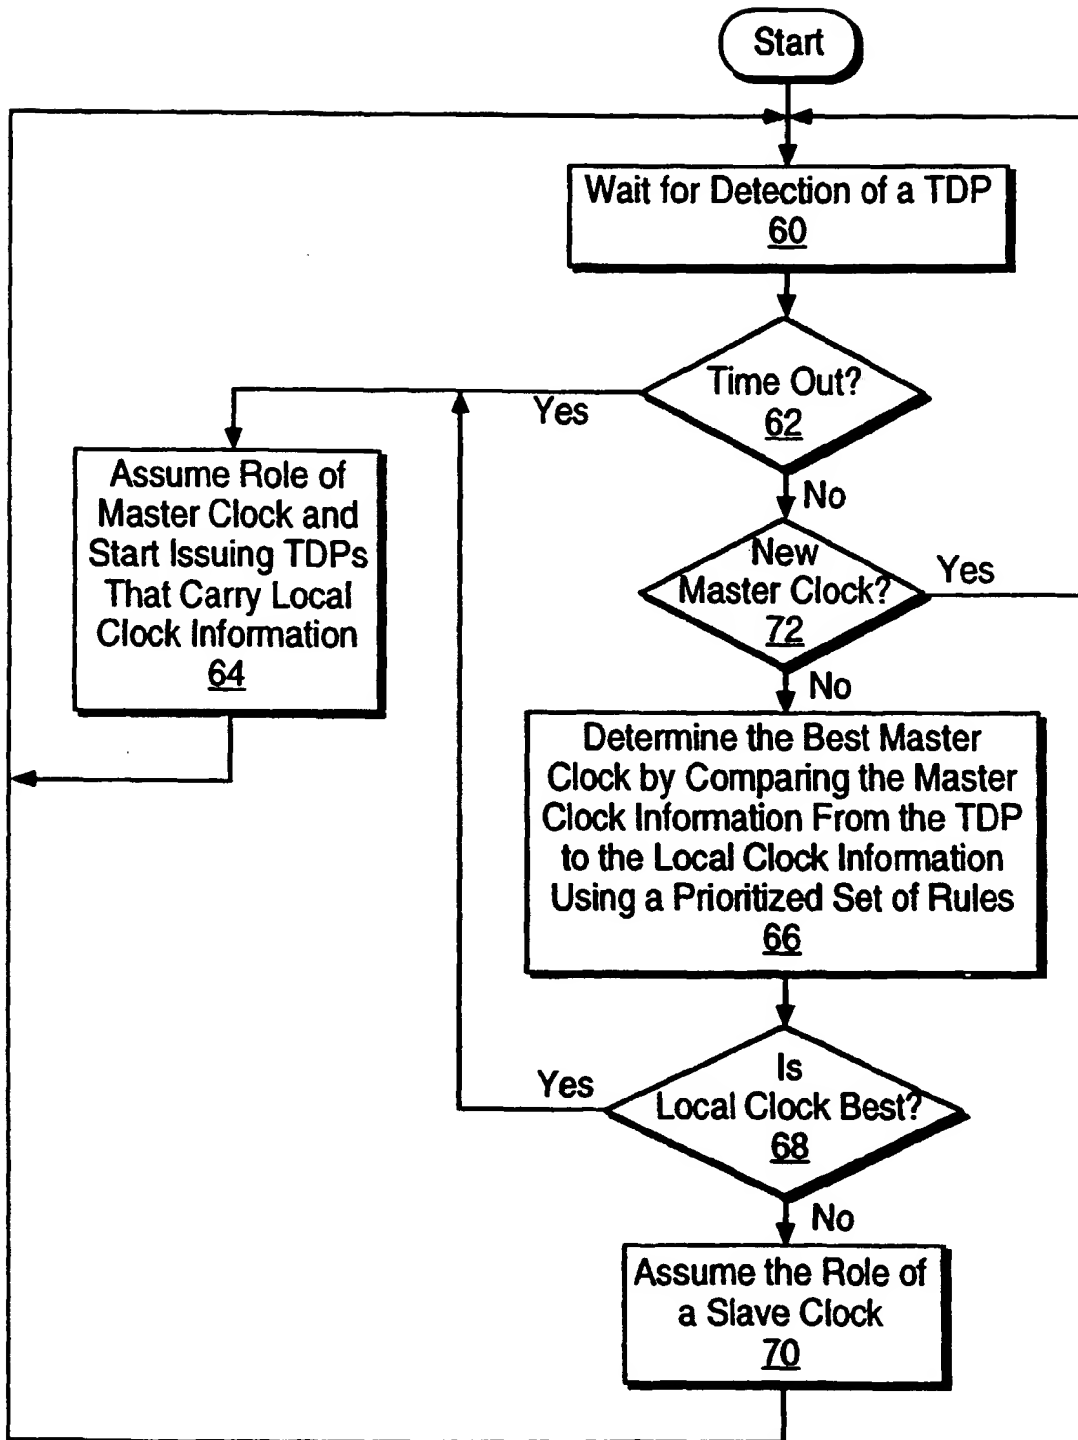 Start
Wait for Detection of a TDP
60
Time Out?
62
Yes
No
Assume Role of
Master Clock and
Start Issuing TDPs
That Carry Local
Clock Information
64
New
Master Clock?
72
Yes
No
Determine the Best Master
Clock by Comparing the Master
Clock Information From the TDP
to the Local Clock Information
Using a Prioritized Set of Rules
66
Is
Local Clock Best?
68
Yes
No
Assume the Role of
a Slave Clock
70